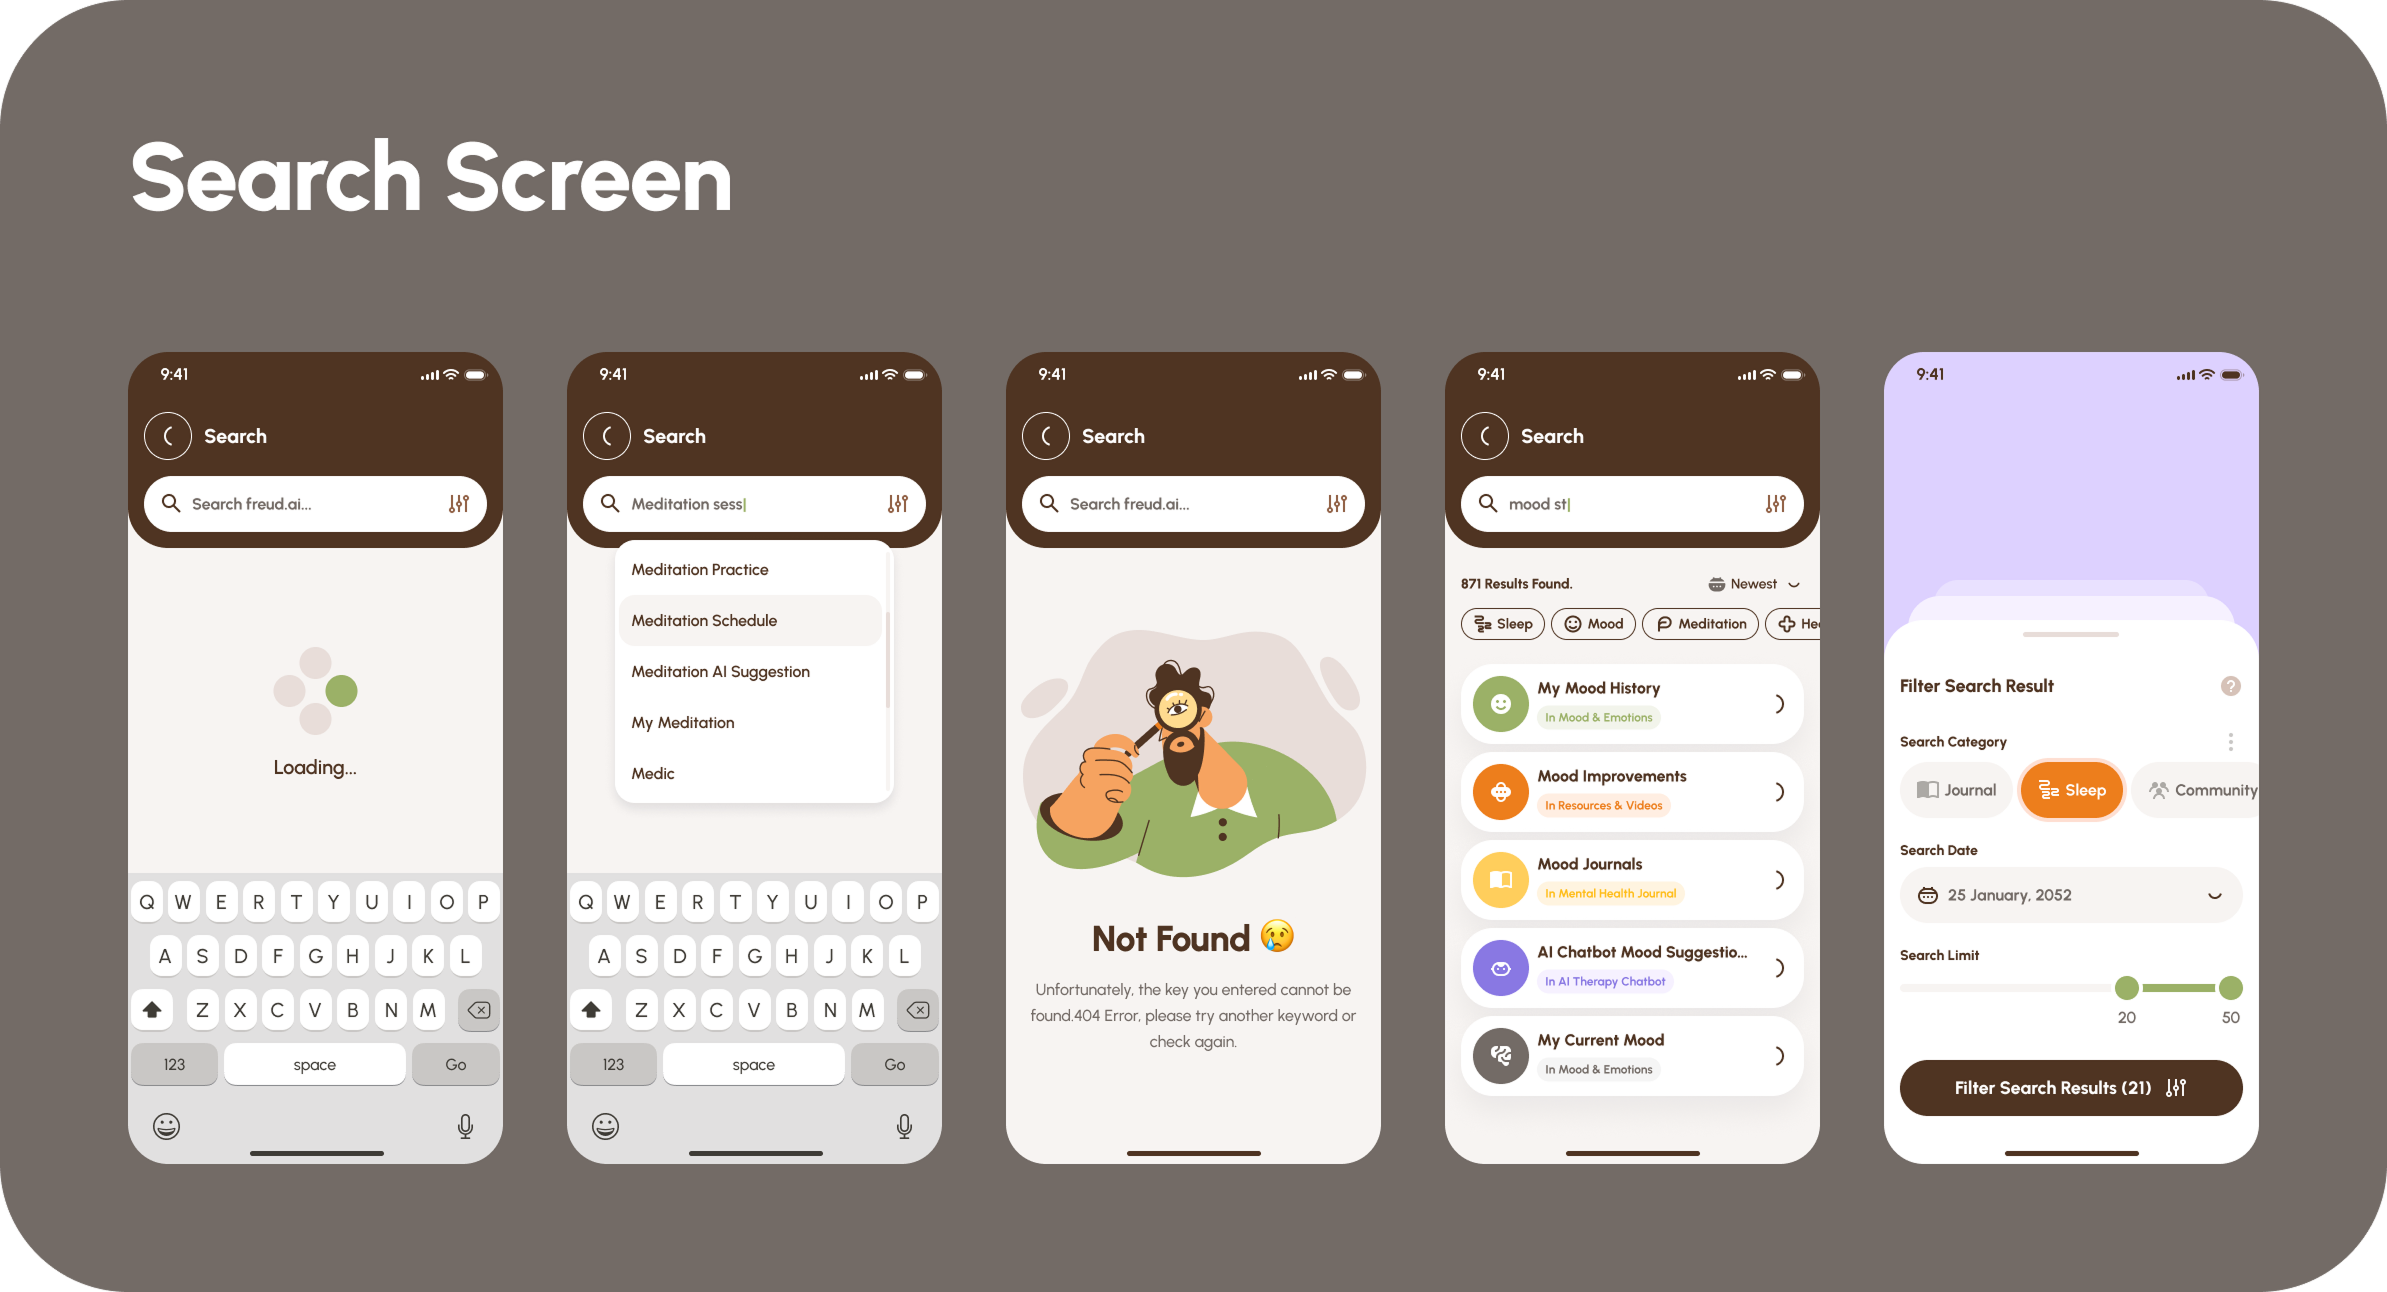 Search Screen
9:41
Search
Search freud.ai...
Loading...
Q W E R T Y U I O P
A S D F G H J K L
Z X C V B N M
123 space Go
9:41
Search
Meditation sess
Meditation Practice
Meditation Schedule
Meditation AI Suggestion
My Meditation
Medic
Q W E R T Y U I O P
A S D F G H J K L
Z X C V B N M
123 space Go
9:41
Search
Search freud.ai...
Not Found 😢
Unfortunately, the key you entered cannot be
found.404 Error, please try another keyword or
check again.
9:41
Search
mood st
871 Results Found. Newest
Sleep Mood Meditation Hea
My Mood History
In Mood & Emotions
Mood Improvements
In Resources & Videos
Mood Journals
In Mental Health Journal
AI Chatbot Mood Suggestio...
In AI Therapy Chatbot
My Current Mood
In Mood & Emotions
9:41
Filter Search Result ?
Search Category
Journal Sleep Community
Search Date
25 January, 2052
Search Limit
20 50
Filter Search Results (21)